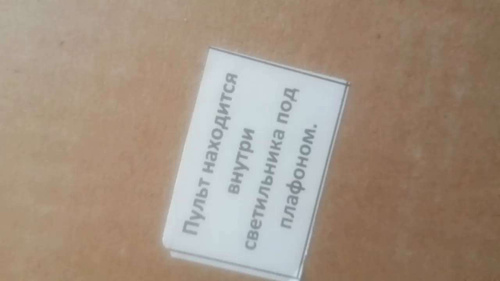 Пульт находится
внутри
светильника под
плафоном.